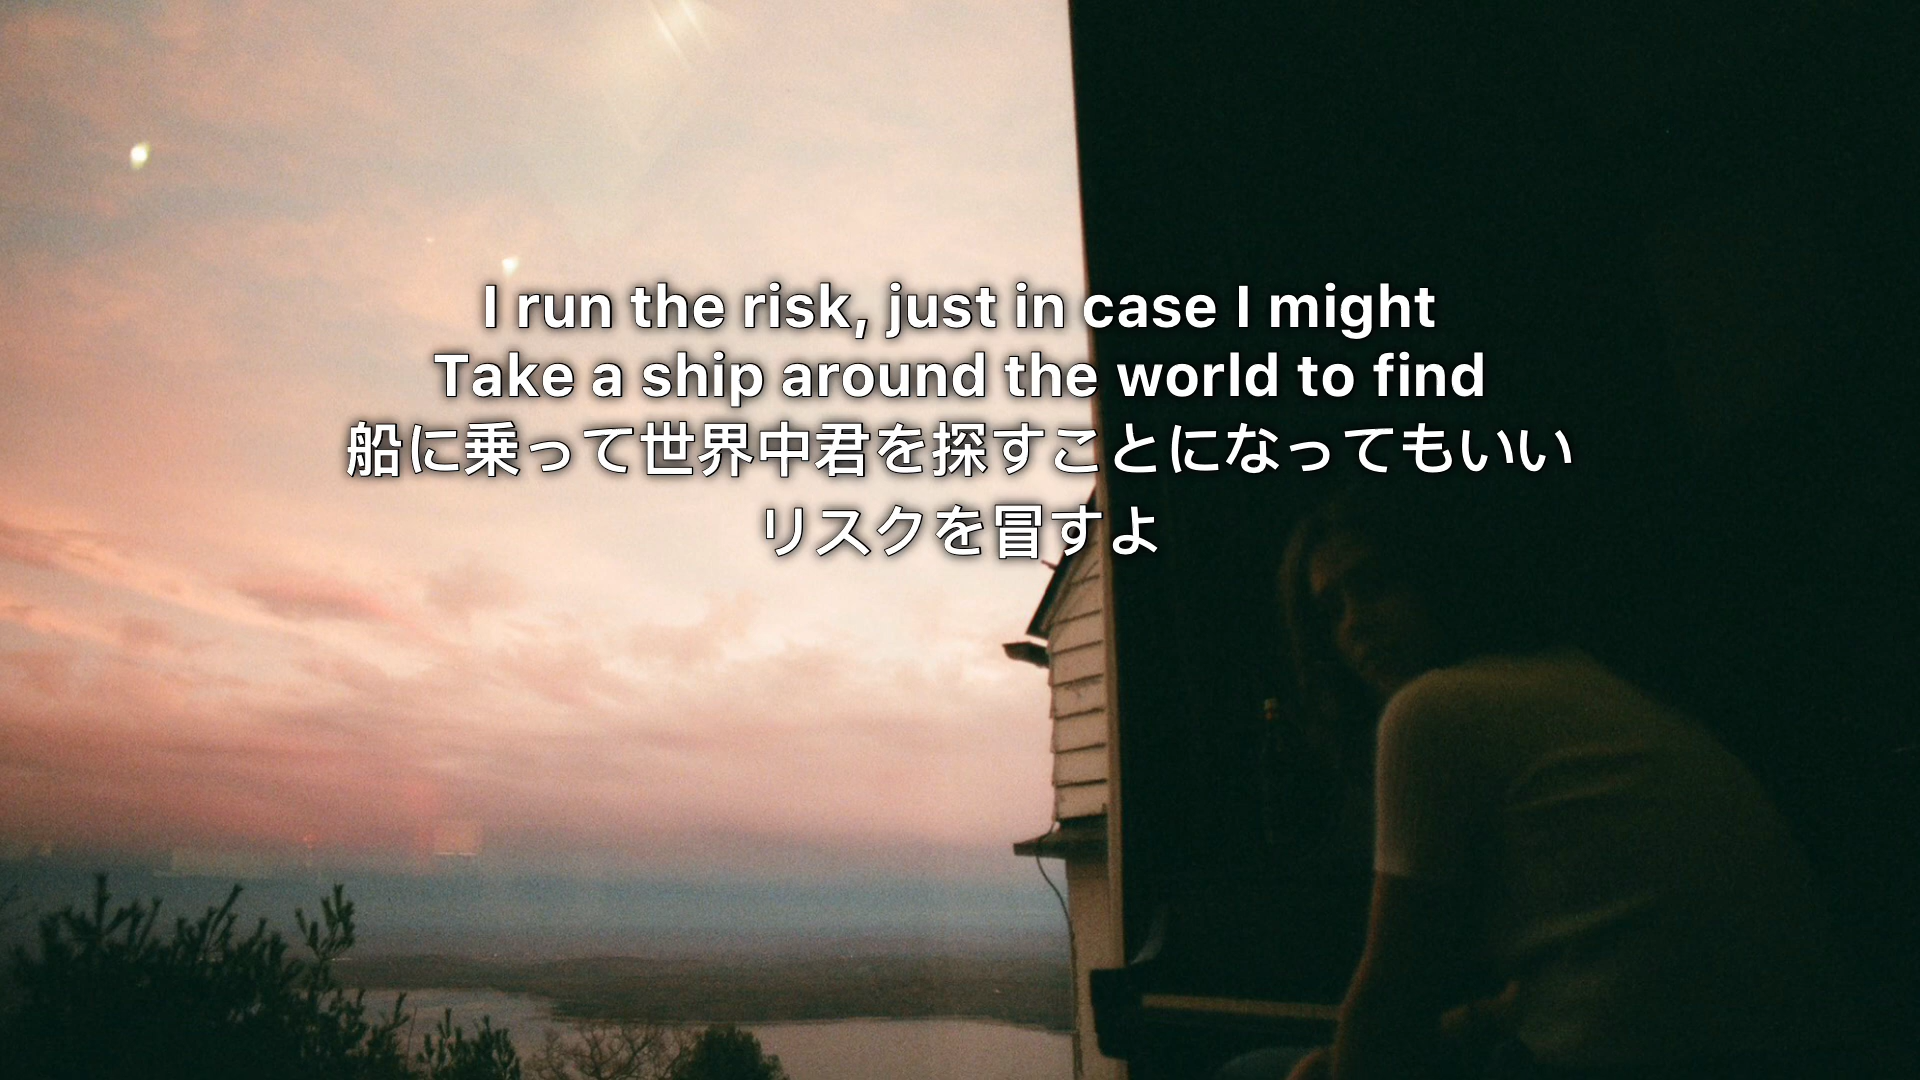 I run the risk, just in case I might
Take a ship around the world to find
船に乗って世界中君を探すことになってもいい
リスクを冒すよ